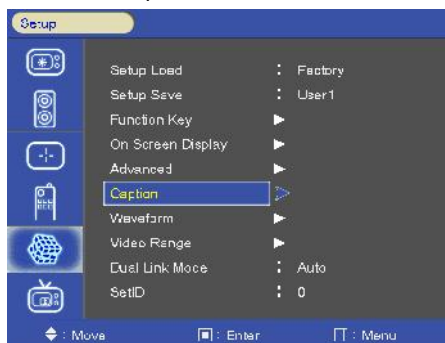 Setup
Setup Load : Factory
Setup Save : User1
Function Key
On Screen Display
Advanced
Caption
Waveform
Video Range
Dual Link Mode : Auto
SetID : 0
: Move : Enter : Menu